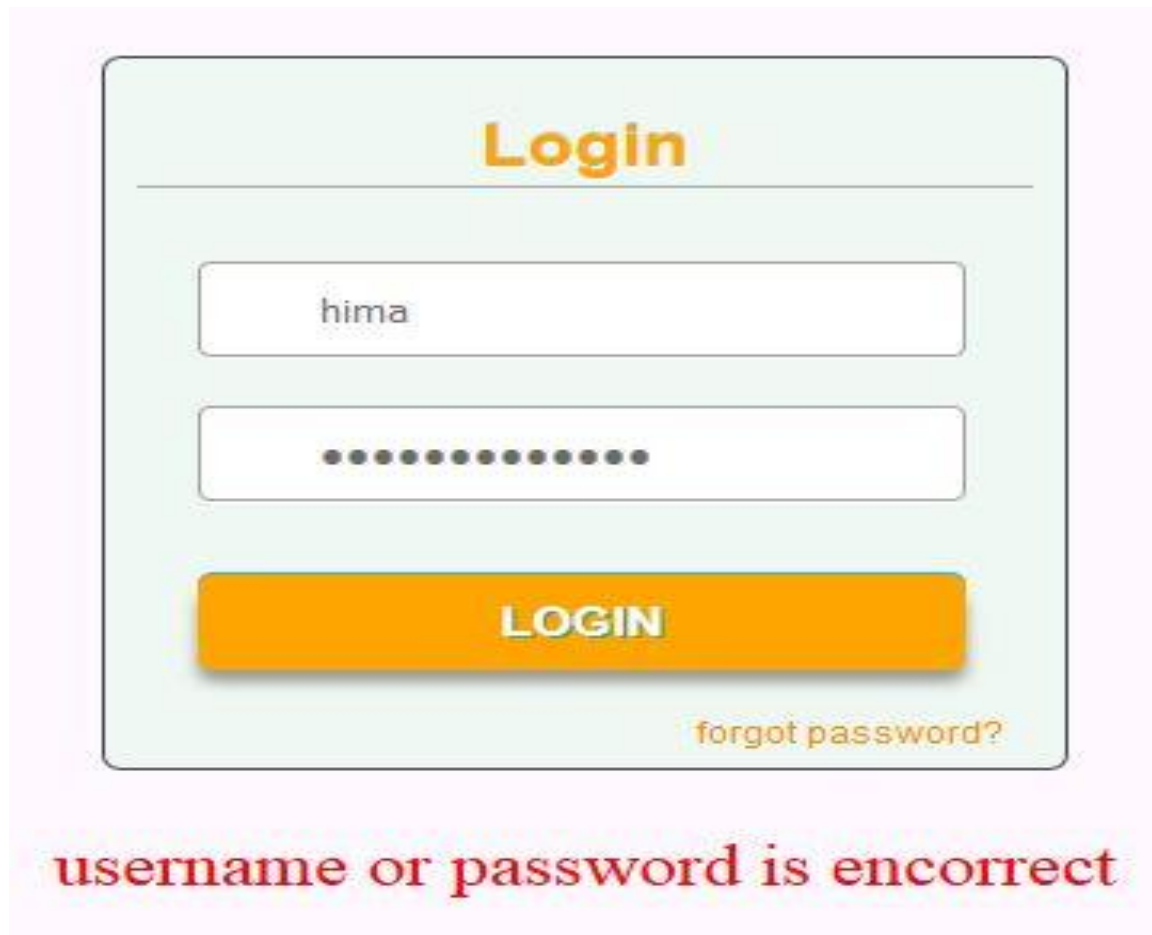 Login
hima
•••••••••••••
LOGIN
forgot password?
username or password is encorrect